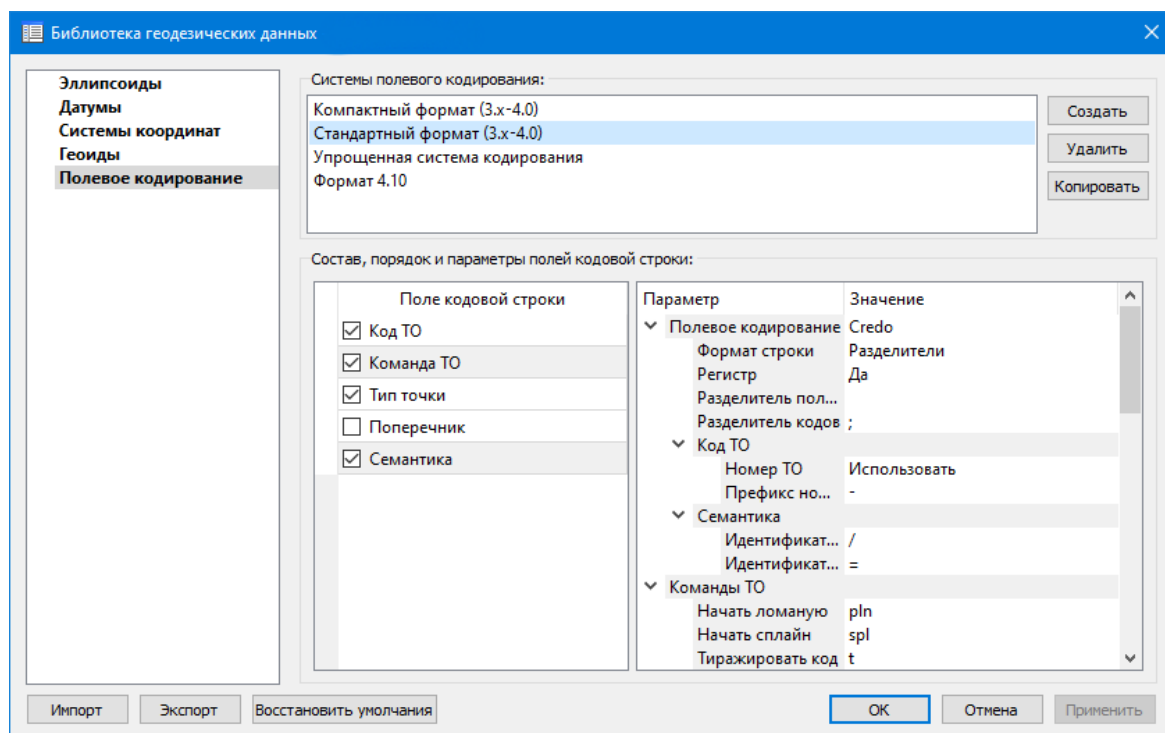 Библиотека геодезических данных
Эллипсоиды
Датумы
Системы координат
Геоиды
Полевое кодирование
Системы полевого кодирования:
Компактный формат (3.x-4.0)
Стандартный формат (3.x-4.0)
Упрощенная система кодирования
Формат 4.10
Создать
Удалить
Копировать
Состав, порядок и параметры полей кодовой строки:
Поле кодовой строки
Код ТО
Команда ТО
Тип точки
Поперечник
Семантика
Параметр Значение
Полевое кодирование Credo
Формат строки Разделители
Регистр Да
Разделитель пол...
Разделитель кодов ;
Код ТО
Номер ТО Использовать
Префикс но... -
Семантика
Идентификат... /
Идентификат... =
Команды ТО
Начать ломаную pln
Начать сплайн spl
Тиражировать код t
Импорт Экспорт Восстановить умолчания ОК Отмена Применить